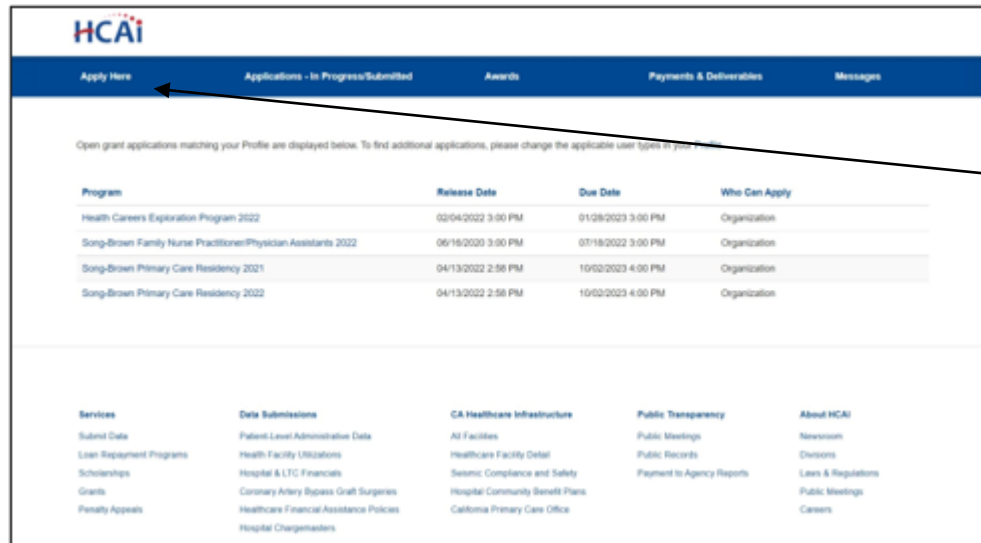 HCAi
Apply Here Applications - In Progress/Submitted Awards Payments & Deliverables Messages
Open grant applications matching your Profile are displayed below. To find additional applications, please change the applicable user types in your Profile.
Program Release Date Due Date Who Can Apply
Health Careers Exploration Program 2022 02/04/2022 3:00 PM 01/28/2023 3:00 PM Organization
Song-Brown Family Nurse Practitioner/Physician Assistants 2022 06/16/2020 3:00 PM 07/18/2022 3:00 PM Organization
Song-Brown Primary Care Residency 2021 04/13/2022 2:58 PM 10/02/2023 4:00 PM Organization
Song-Brown Primary Care Residency 2022 04/13/2022 2:58 PM 10/02/2023 4:00 PM Organization
Services Data Submissions CA Healthcare Infrastructure Public Transparency About HCAI
Submit Data Patient-Level Administrative Data All Facilities Public Meetings Newsroom
Loan Repayment Programs Health Facility Utilizations Healthcare Facility Detail Public Records Divisions
Scholarships Hospital & LTC Financials Seismic Compliance and Safety Payment to Agency Reports Laws & Regulations
Grants Coronary Artery Bypass Graft Surgeries Hospital Community Benefit Plans Public Meetings
Penalty Appeals Healthcare Financial Assistance Policies California Primary Care Office Careers
Hospital Chargemasters